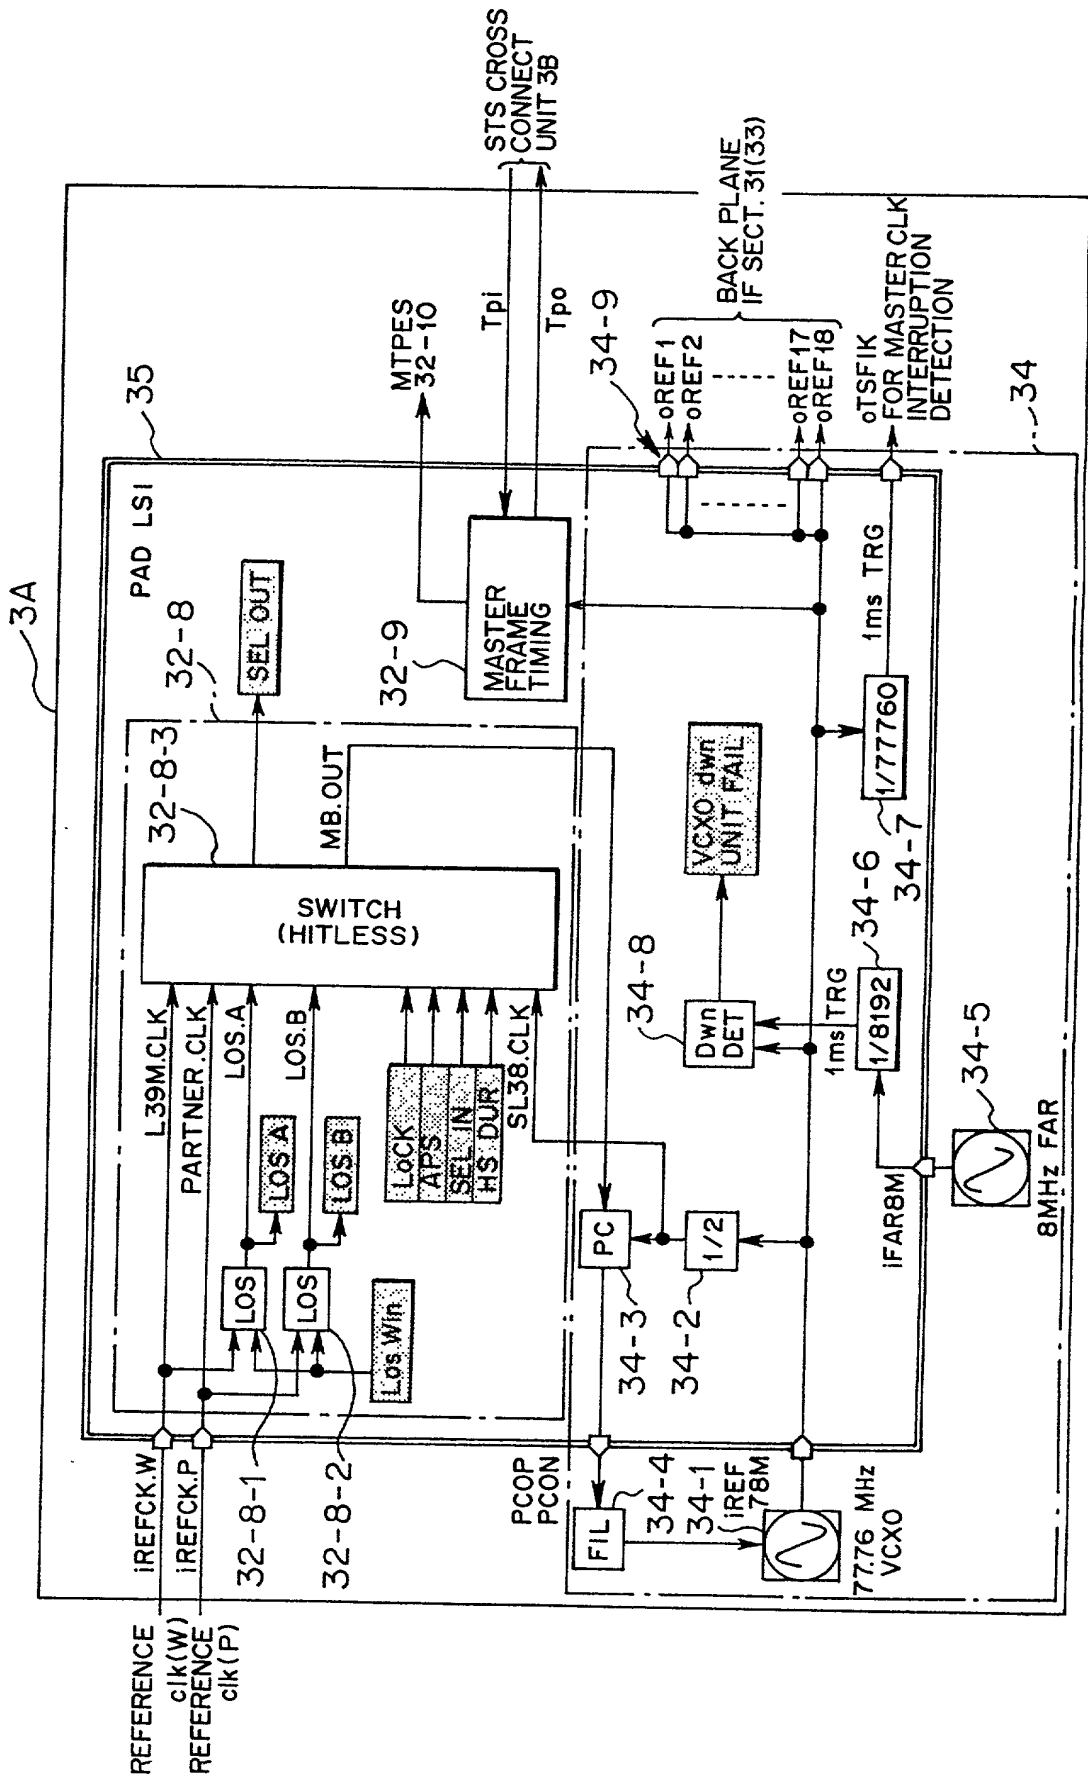 3A
35
PAD LSI
32-8
32-8-3
SEL OUT
MTPES
32-10
STS CROSS
CONNECT
UNIT 3B
Tpi
Tpo
32-9
MASTER
FRAME
TIMING
MB.OUT
SWITCH
(HITLESS)
L39M.CLK
PARTNER.CLK
LOS.A
LOS.B
LOS A
LOS B
LOS
LOS
Los Win
LoCK
APS
SEL IN
HS DUR
SL38.CLK
REFERENCE
clk(W)
REFERENCE
clk(P)
iREFCK.W
iREFCK.P
32-8-1
32-8-2
PCOP
PCON
FIL
34-4
34-1
iREF
78M
77.76 MHz
VCXO
PC
34-3
1/2
34-2
34-8
Dwn
DET
VCXO dwn
UNIT FAIL
1ms TRG
1/8192
34-6
iFAR8M
34-5
8MHz FAR
1/77760
34-7
1ms TRG
34-9
oREF1
oREF2
oREF17
oREF18
BACK PLANE
IF SECT. 31(33)
oTSFIK
FOR MASTER CLK
INTERRUPTION
DETECTION
34